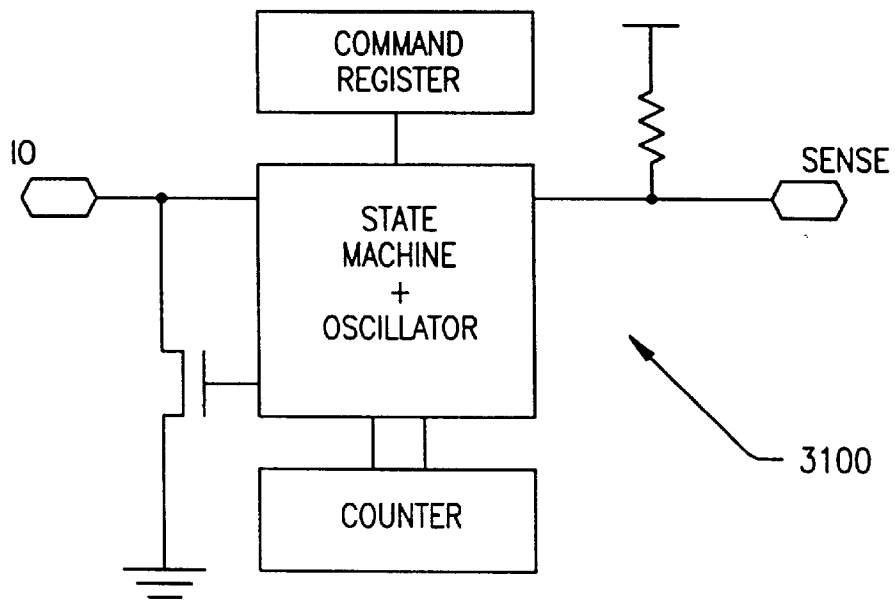 COMMAND
REGISTER
IO
SENSE
STATE
MACHINE
+
OSCILLATOR
3100
COUNTER